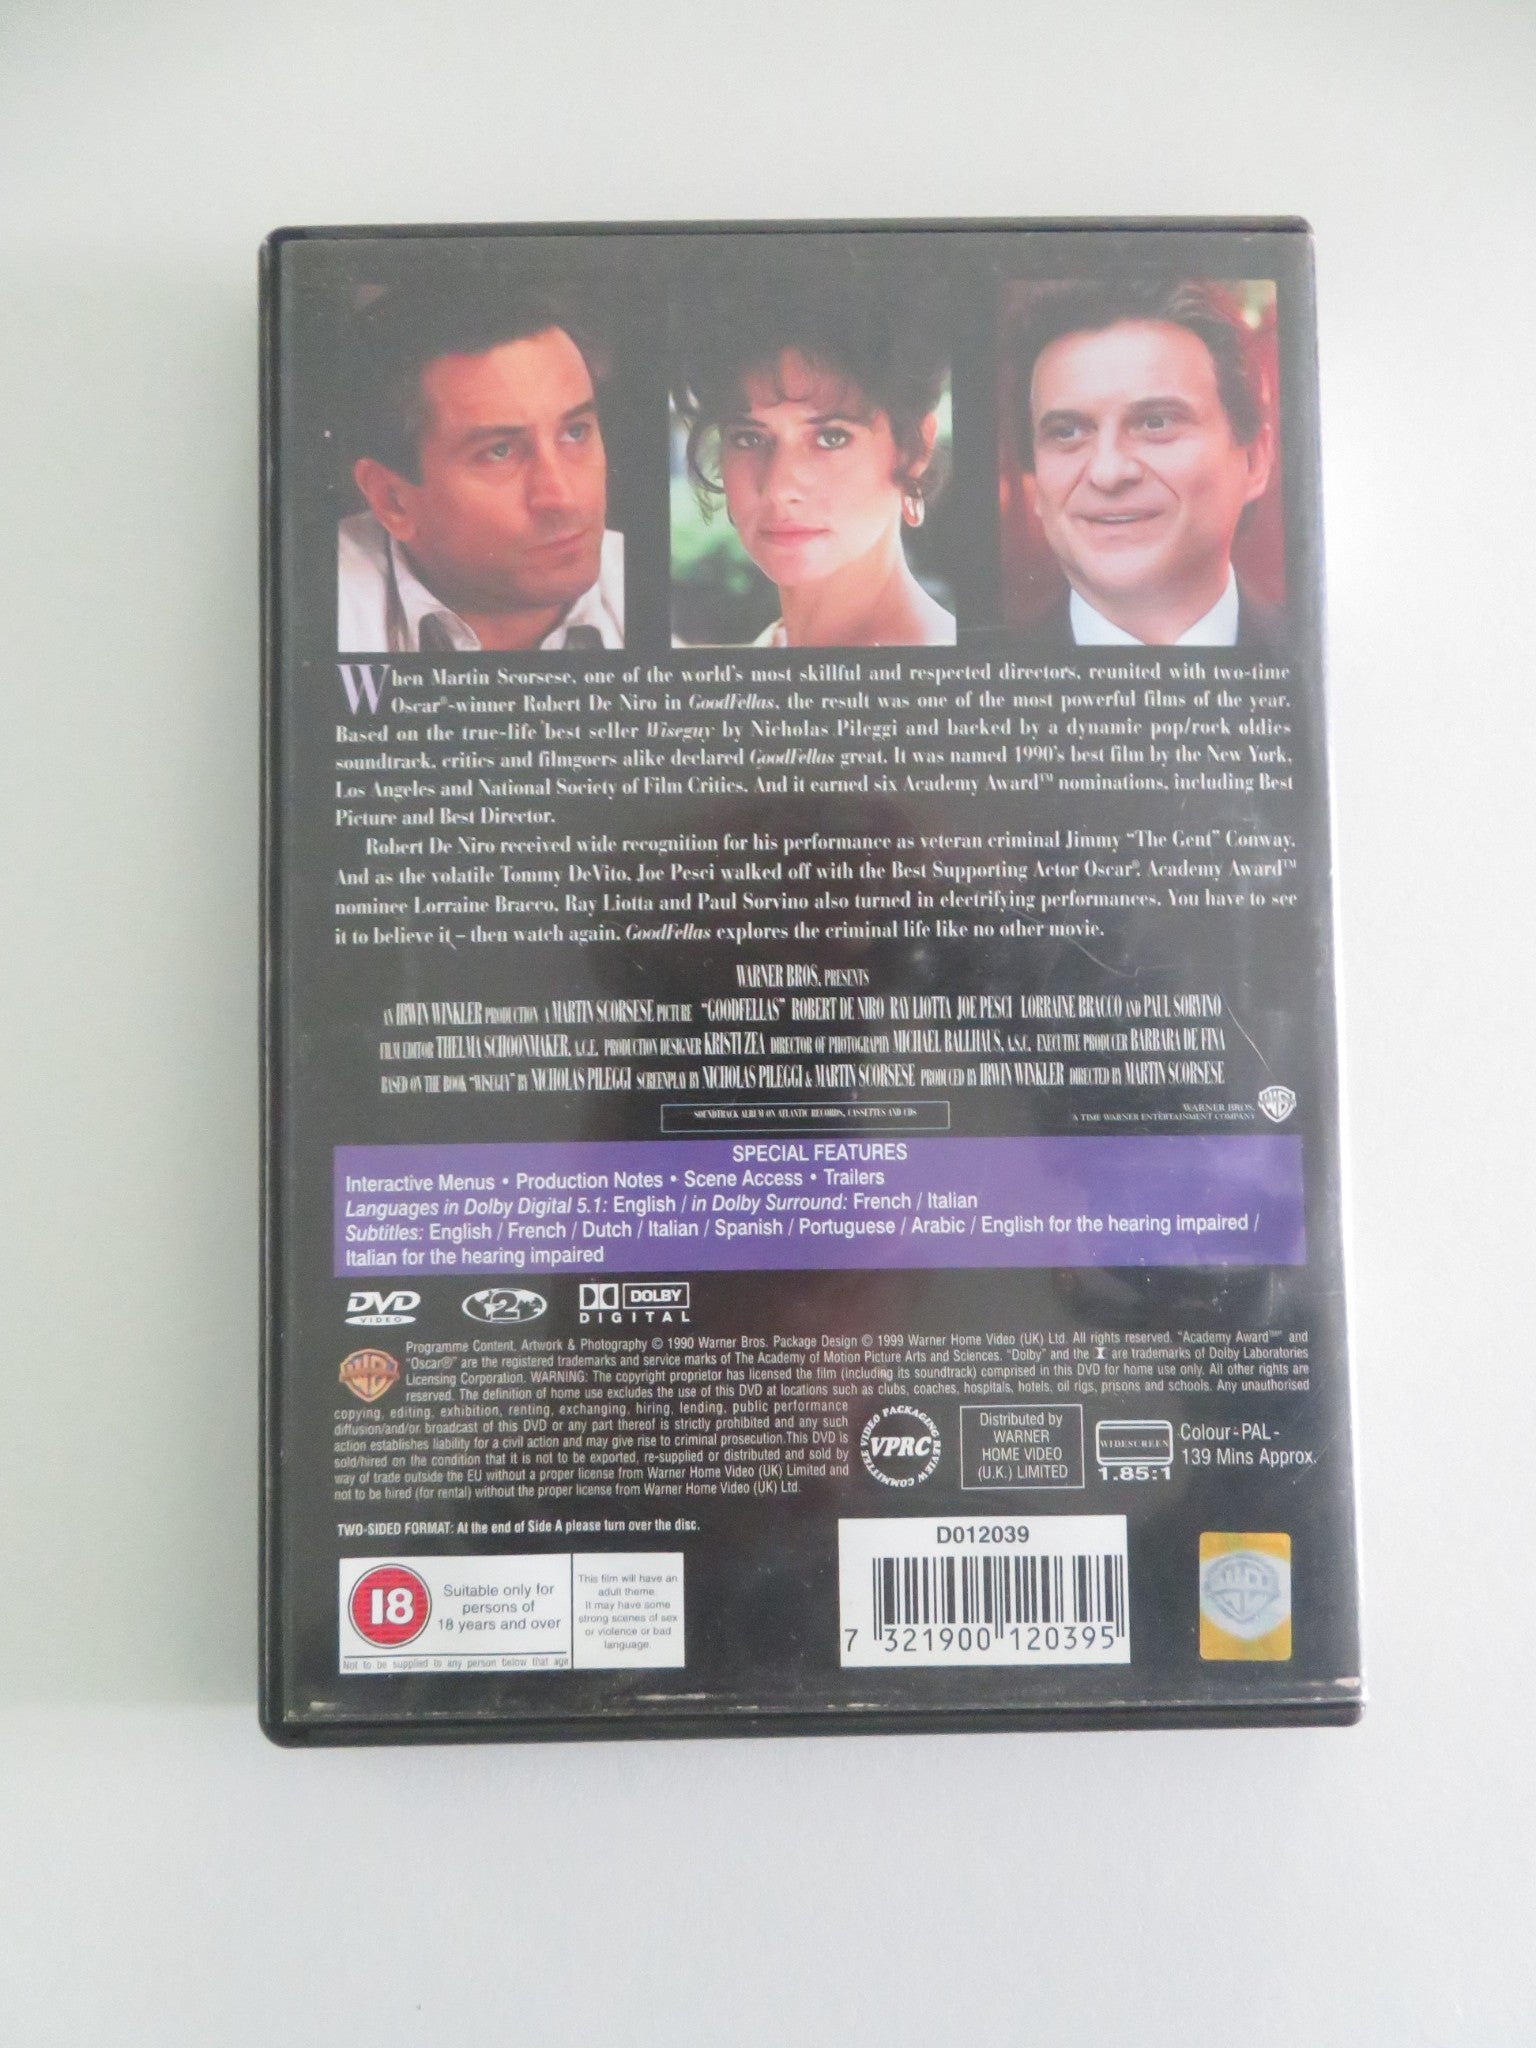 When Martin Scorsese, one of the world's most skillful and respected directors, reunited with two-time
Oscar®-winner Robert De Niro in GoodFellas, the result was one of the most powerful films of the year.
Based on the true-life best seller Wiseguy by Nicholas Pileggi and backed by a dynamic pop/rock oldies
soundtrack, critics and filmgoers alike declared GoodFellas great. It was named 1990's best film by the New York,
Los Angeles and National Society of Film Critics. And it earned six Academy Award™ nominations, including Best
Picture and Best Director.
Robert De Niro received wide recognition for his performance as veteran criminal Jimmy "The Gent" Conway.
And as the volatile Tommy DeVito, Joe Pesci walked off with the Best Supporting Actor Oscar®. Academy Award™
nominee Lorraine Bracco, Ray Liotta and Paul Sorvino also turned in electrifying performances. You have to see
it to believe it – then watch again. GoodFellas explores the criminal life like no other movie.
WARNER BROS. PRESENTS
AN IRWIN WINKLER PRODUCTION A MARTIN SCORSESE PICTURE "GOODFELLAS" ROBERT DE NIRO RAY LIOTTA JOE PESCI LORRAINE BRACCO AND PAUL SORVINO
FILM EDITOR THELMA SCHOONMAKER, A.C.E. PRODUCTION DESIGNER KRISTI ZEA DIRECTOR OF PHOTOGRAPHY MICHAEL BALLHAUS, A.S.C. EXECUTIVE PRODUCER BARBARA DE FINA
BASED ON THE BOOK "WISEGUY" BY NICHOLAS PILEGGI SCREENPLAY BY NICHOLAS PILEGGI & MARTIN SCORSESE PRODUCED BY IRWIN WINKLER DIRECTED BY MARTIN SCORSESE
SOUNDTRACK ALBUM ON ATLANTIC RECORDS, CASSETTES AND CDS
WARNER BROS.
A TIME WARNER ENTERTAINMENT COMPANY
SPECIAL FEATURES
Interactive Menus • Production Notes • Scene Access • Trailers
Languages in Dolby Digital 5.1: English / in Dolby Surround: French / Italian
Subtitles: English / French / Dutch / Italian / Spanish / Portuguese / Arabic / English for the hearing impaired /
Italian for the hearing impaired
DVD VIDEO
2
DOLBY DIGITAL
Programme Content, Artwork & Photography © 1990 Warner Bros. Package Design © 1999 Warner Home Video (UK) Ltd. All rights reserved. "Academy Award™" and
"Oscar®" are the registered trademarks and service marks of The Academy of Motion Picture Arts and Sciences. "Dolby" and the are trademarks of Dolby Laboratories
Licensing Corporation. WARNING: The copyright proprietor has licensed the film (including its soundtrack) comprised in this DVD for home use only. All other rights are
reserved. The definition of home use excludes the use of this DVD at locations such as clubs, coaches, hospitals, hotels, oil rigs, prisons and schools. Any unauthorised
copying, editing, exhibition, renting, exchanging, hiring, lending, public performance
diffusion/and/or broadcast of this DVD or any part thereof is strictly prohibited and any such
action establishes liability for a civil action and may give rise to criminal prosecution.This DVD is
sold/hired on the condition that it is not to be exported, re-supplied or distributed and sold by
way of trade outside the EU without a proper license from Warner Home Video (UK) Limited and
not to be hired (for rental) without the proper license from Warner Home Video (UK) Ltd.
VIDEO PACKAGING REVIEW COMMITTEE
VPRC
Distributed by
WARNER
HOME VIDEO
(U.K.) LIMITED
WIDESCREEN
1.85:1
Colour-PAL-
139 Mins Approx.
TWO-SIDED FORMAT: At the end of Side A please turn over the disc.
18
Suitable only for
persons of
18 years and over
Not to be supplied to any person below that age
This film will have an
adult theme.
It may have some
strong scenes of sex
or violence or bad
language.
D012039
7 321900 120395